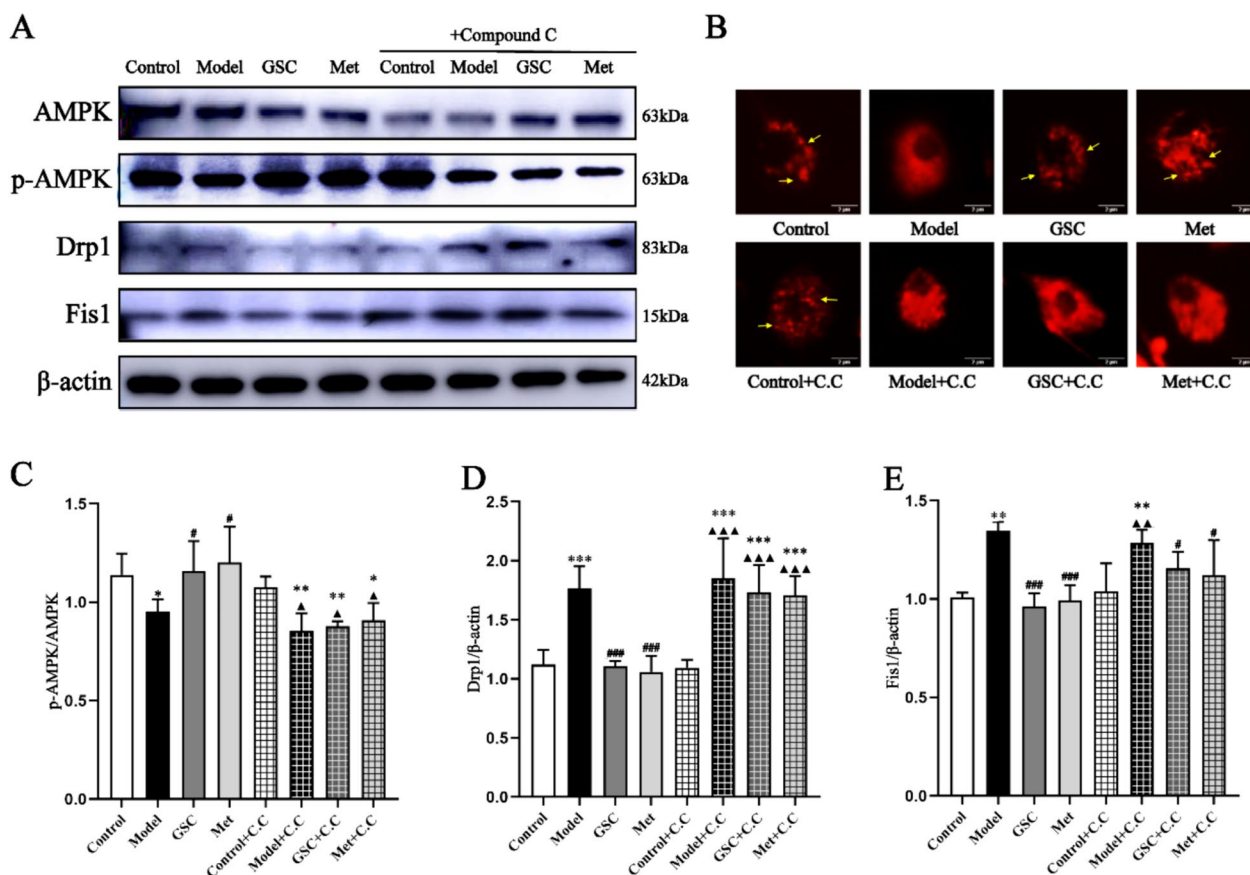 A
+Compound C
Control Model GSC Met Control Model GSC Met
AMPK 63kDa
p-AMPK 63kDa
Drp1 83kDa
Fis1 15kDa
β-actin 42kDa
B
Control Model GSC Met
Control+C.C Model+C.C GSC+C.C Met+C.C
C
p-AMPK/AMPK
1.5
1.0
0.5
0.0
* # # ** ** *
▲ ▲ ▲
Control Model GSC Met Control+C.C Model+C.C GSC+C.C Met+C.C
D
Drp1/β-actin
2.5
2.0
1.5
1.0
0.5
0.0
*** ### ### *** *** ***
▲▲▲ ▲▲▲ ▲▲▲
Control Model GSC Met Control+C.C Model+C.C GSC+C.C Met+C.C
E
Fis1/β-actin
1.5
1.0
0.5
0.0
** ### ### ** # #
▲▲
Control Model GSC Met Control+C.C Model+C.C GSC+C.C Met+C.C